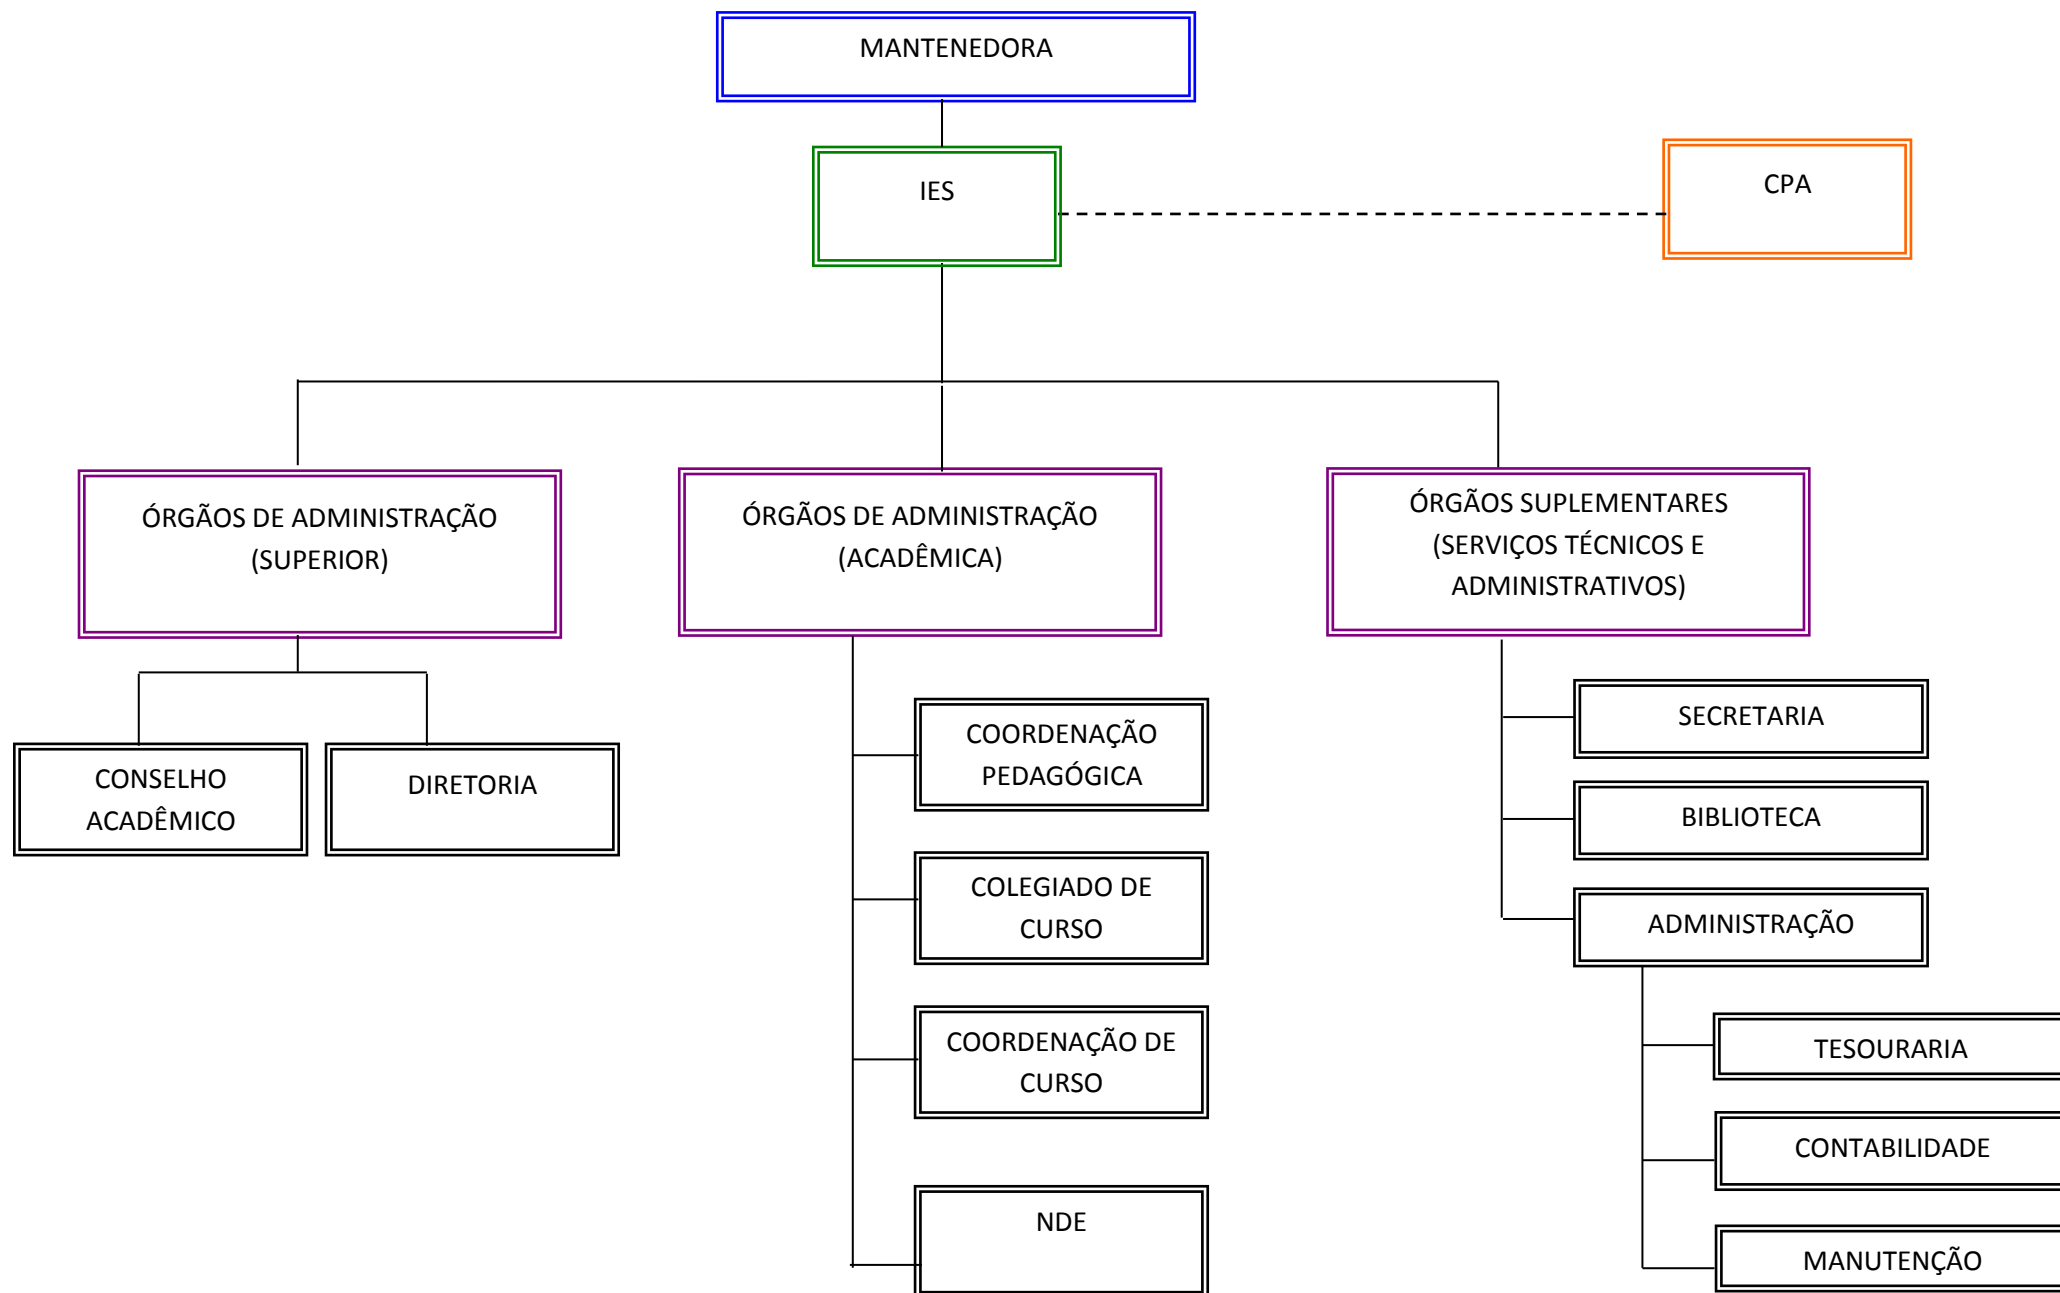 MANTENEDORA
IES
CPA
ÓRGÃOS DE ADMINISTRAÇÃO
(SUPERIOR)
ÓRGÃOS DE ADMINISTRAÇÃO
(ACADÊMICA)
ÓRGÃOS SUPLEMENTARES
(SERVIÇOS TÉCNICOS E
ADMINISTRATIVOS)
CONSELHO
ACADÊMICO
DIRETORIA
COORDENAÇÃO
PEDAGÓGICA
COLEGIADO DE
CURSO
COORDENAÇÃO DE
CURSO
NDE
SECRETARIA
BIBLIOTECA
ADMINISTRAÇÃO
TESOURARIA
CONTABILIDADE
MANUTENÇÃO